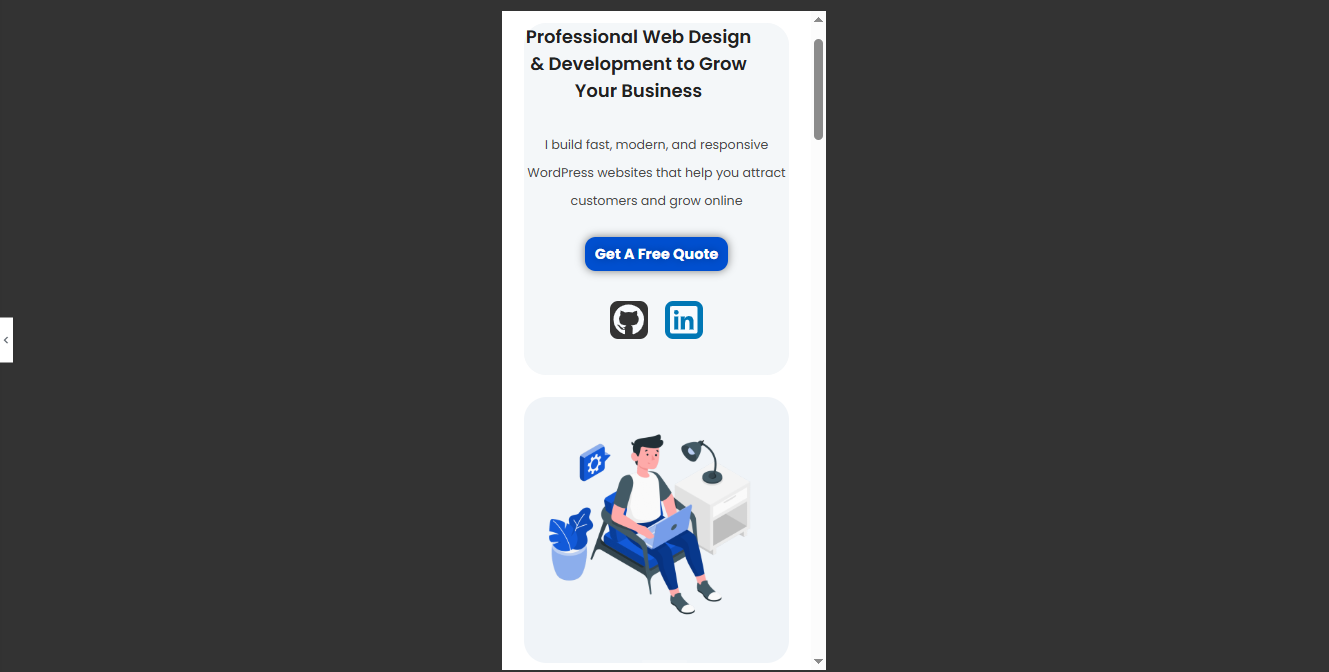 Professional Web Design
& Development to Grow
Your Business
I build fast, modern, and responsive
WordPress websites that help you attract
customers and grow online
Get A Free Quote
in